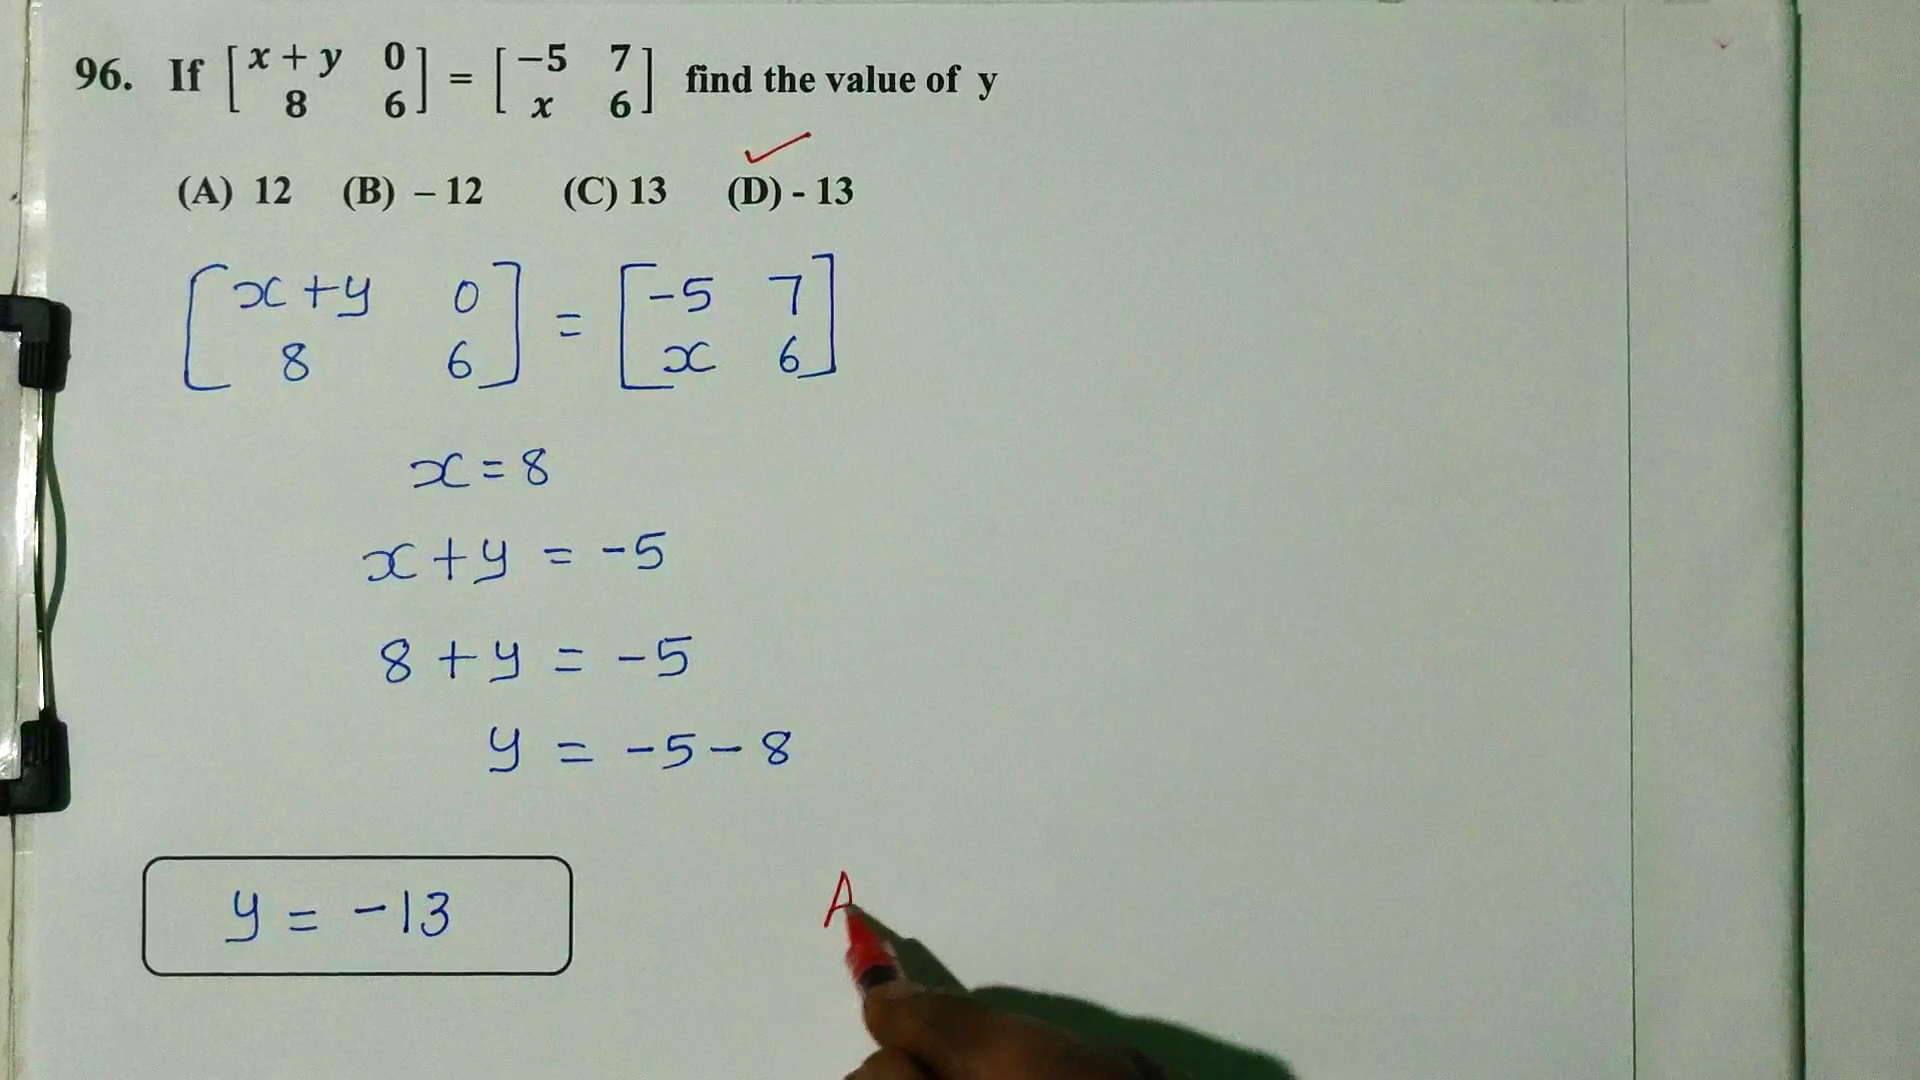 96. If [x + y 0 8 6] = [−5 7 x 6] find the value of y
(A) 12 (B) – 12 (C) 13 (D) - 13
[x + y 0 8 6] = [-5 7 x 6]
x = 8
x + y = -5
8 + y = -5
y = -5 - 8
y = -13
A